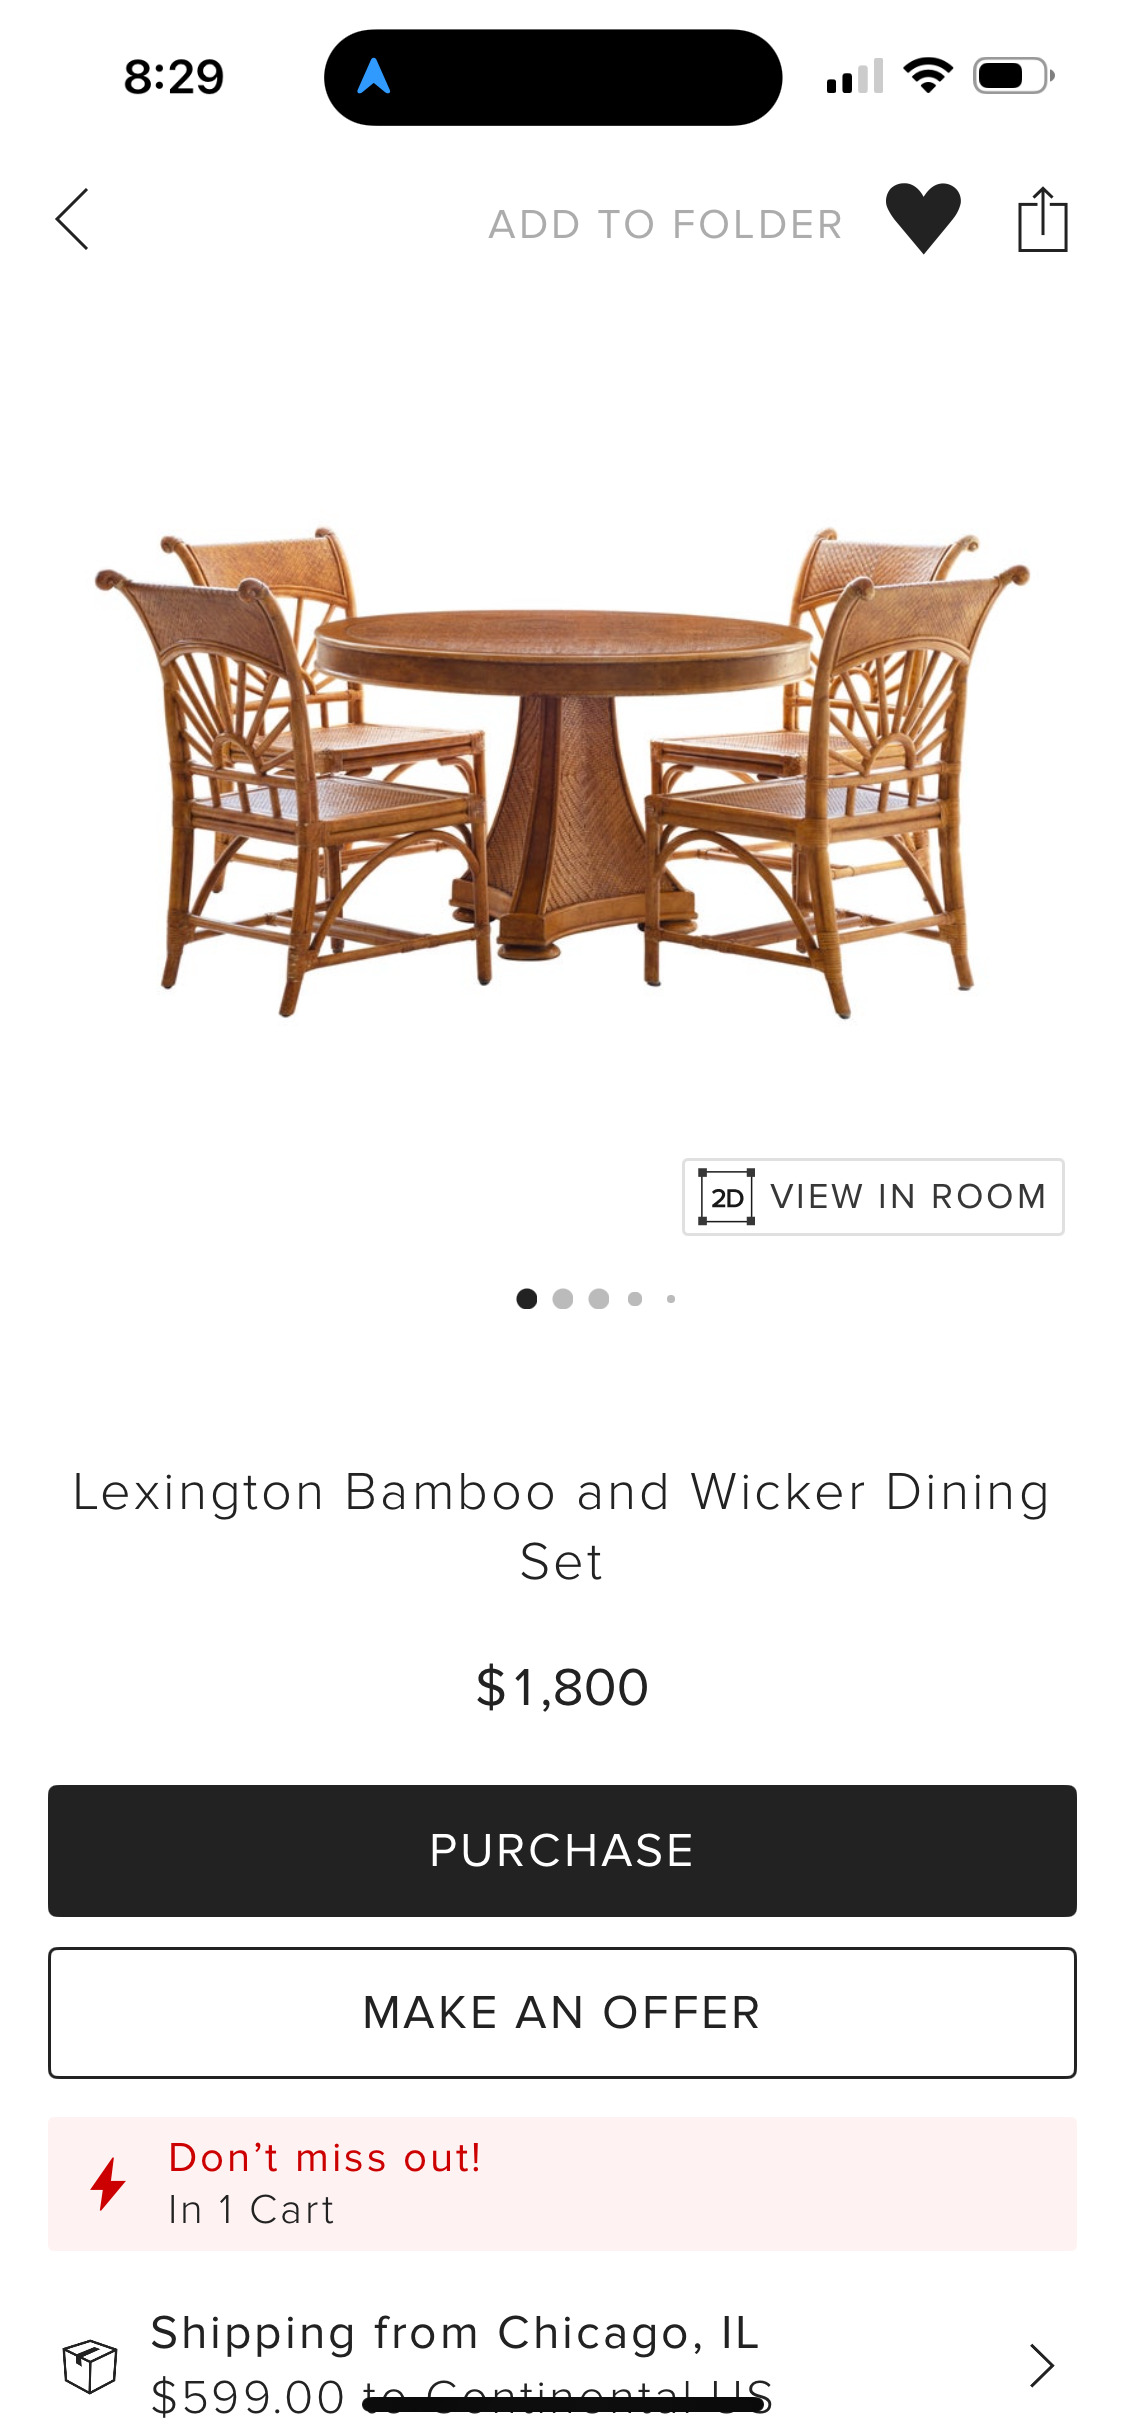 8:29
ADD TO FOLDER
2D VIEW IN ROOM
Lexington Bamboo and Wicker Dining
Set
$1,800
PURCHASE
MAKE AN OFFER
Don’t miss out!
In 1 Cart
Shipping from Chicago, IL
$599.00 to Continental US